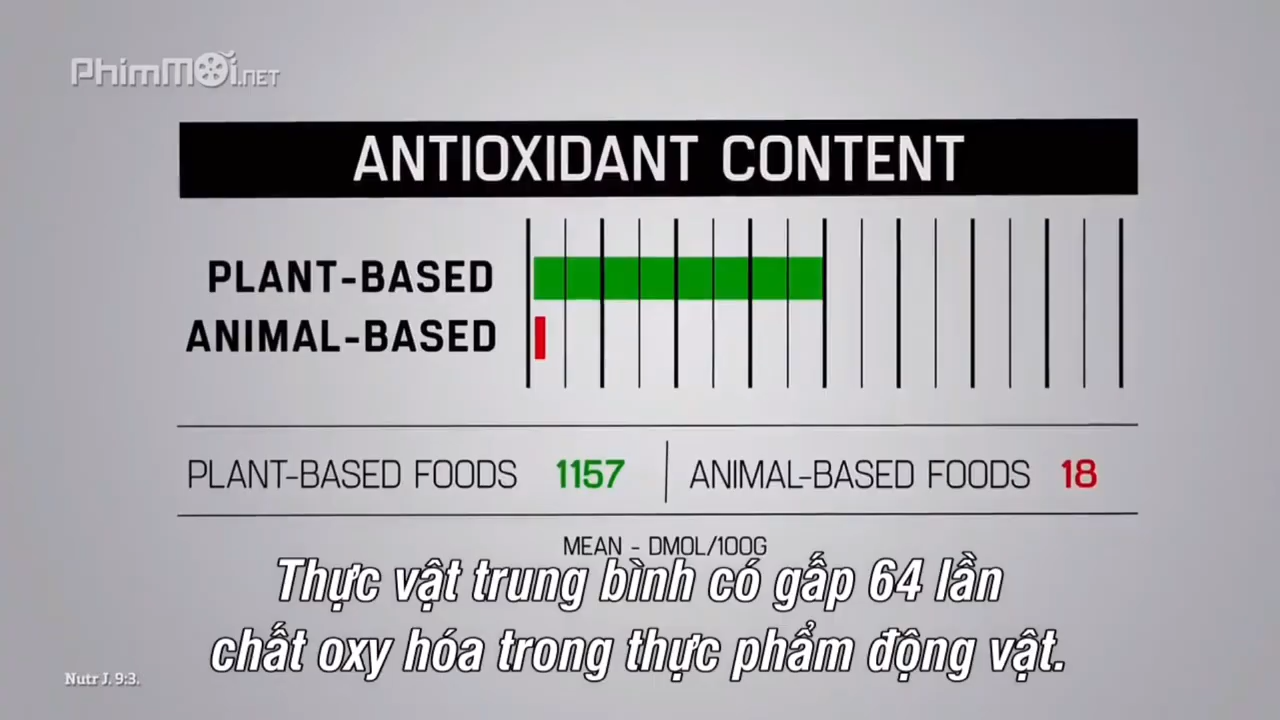 PhimMỡi.NET
ANTIOXIDANT CONTENT
PLANT-BASED
ANIMAL-BASED
PLANT-BASED FOODS 1157 ANIMAL-BASED FOODS 18
MEAN - DMOL/100G
Thực vật trung bình có gấp 64 lần
chất oxy hóa trong thực phẩm động vật.
Nutr J. 9:3.